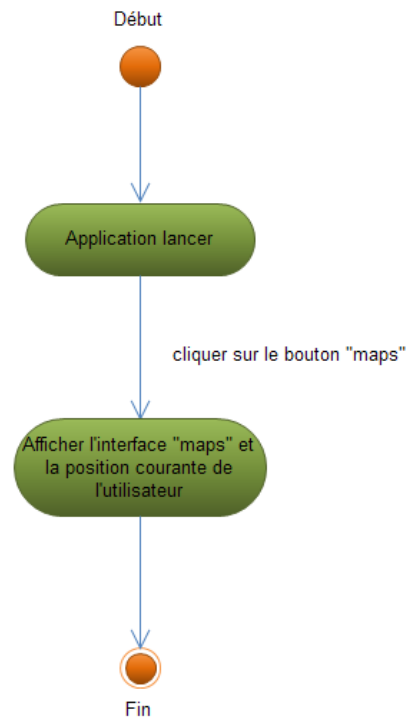 Début
Application lancer
cliquer sur le bouton "maps"
Afficher l'interface "maps" et
la position courante de
l'utilisateur
Fin